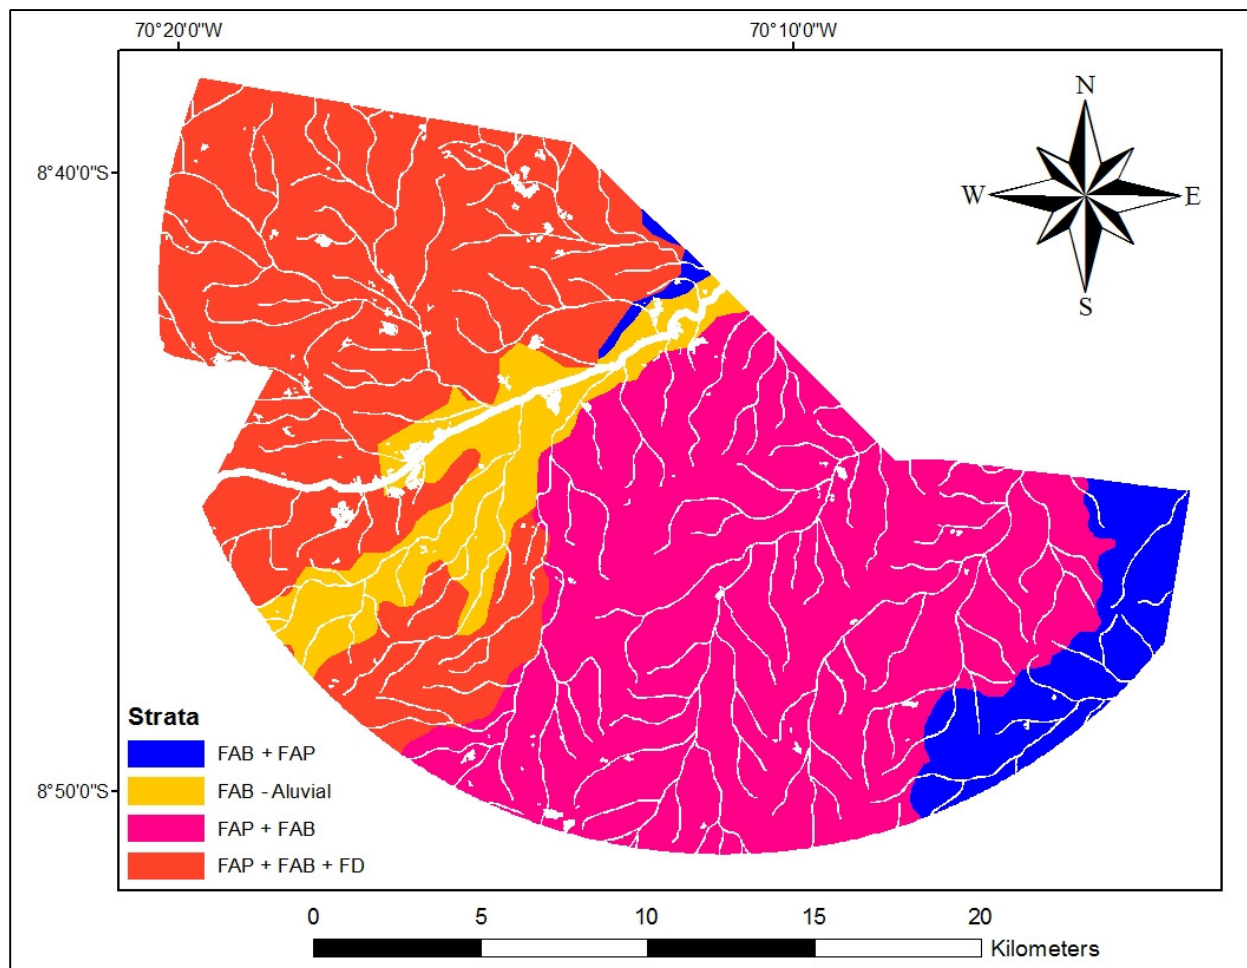 70°20'0"W 70°10'0"W
N
8°40'0"S
W E
S
Strata
FAB + FAP
FAB - Aluvial
8°50'0"S
FAP + FAB
FAP + FAB + FD
0 5 10 15 20
Kilometers